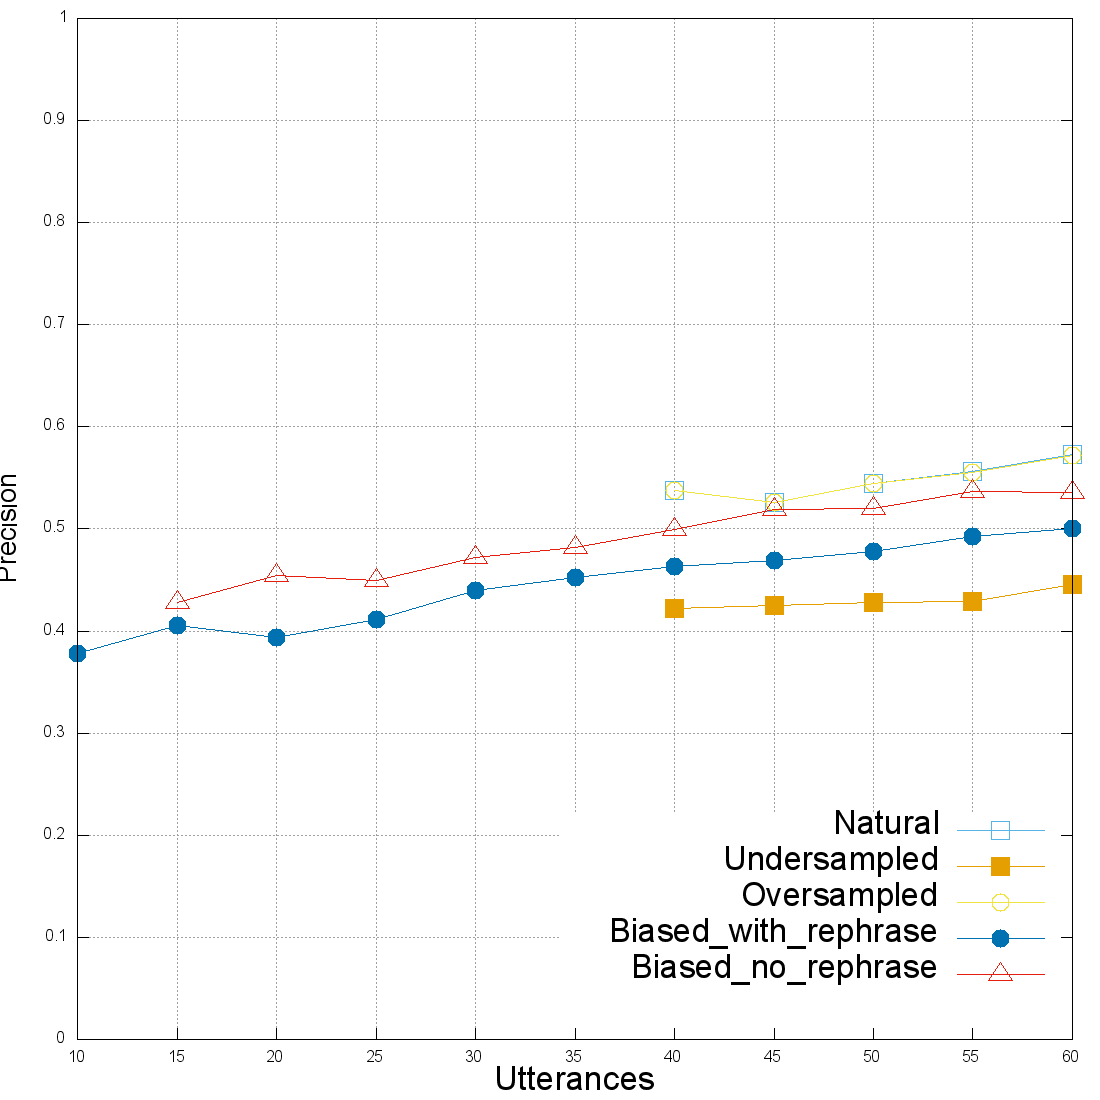 1
0.9
0.8
0.7
0.6
0.5
0.4
0.3
0.2
0.1
0
Precision
Natural
Undersampled
Oversampled
Biased_with_rephrase
Biased_no_rephrase
10 15 20 25 30 35 40 45 50 55 60
Utterances